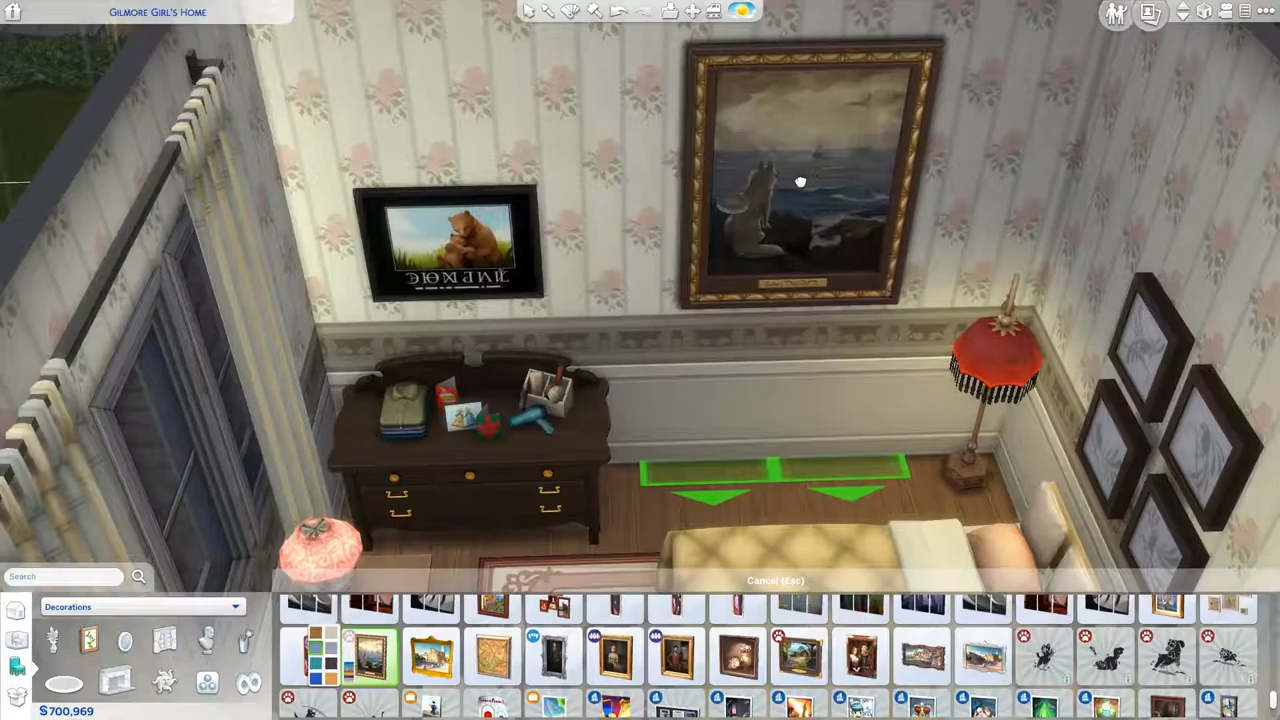 Gilmore Girl's Home
Cancel (Esc)
Search
Decorations
§700,969